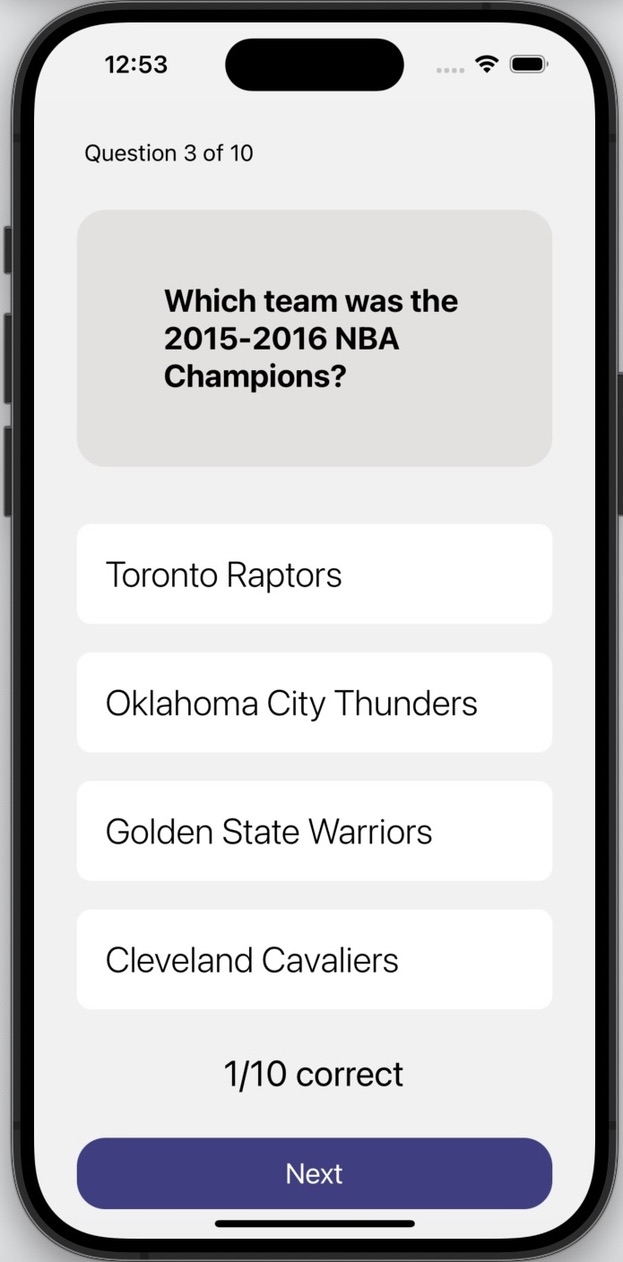 12:53
Question 3 of 10
Which team was the
2015-2016 NBA
Champions?
Toronto Raptors
Oklahoma City Thunders
Golden State Warriors
Cleveland Cavaliers
1/10 correct
Next